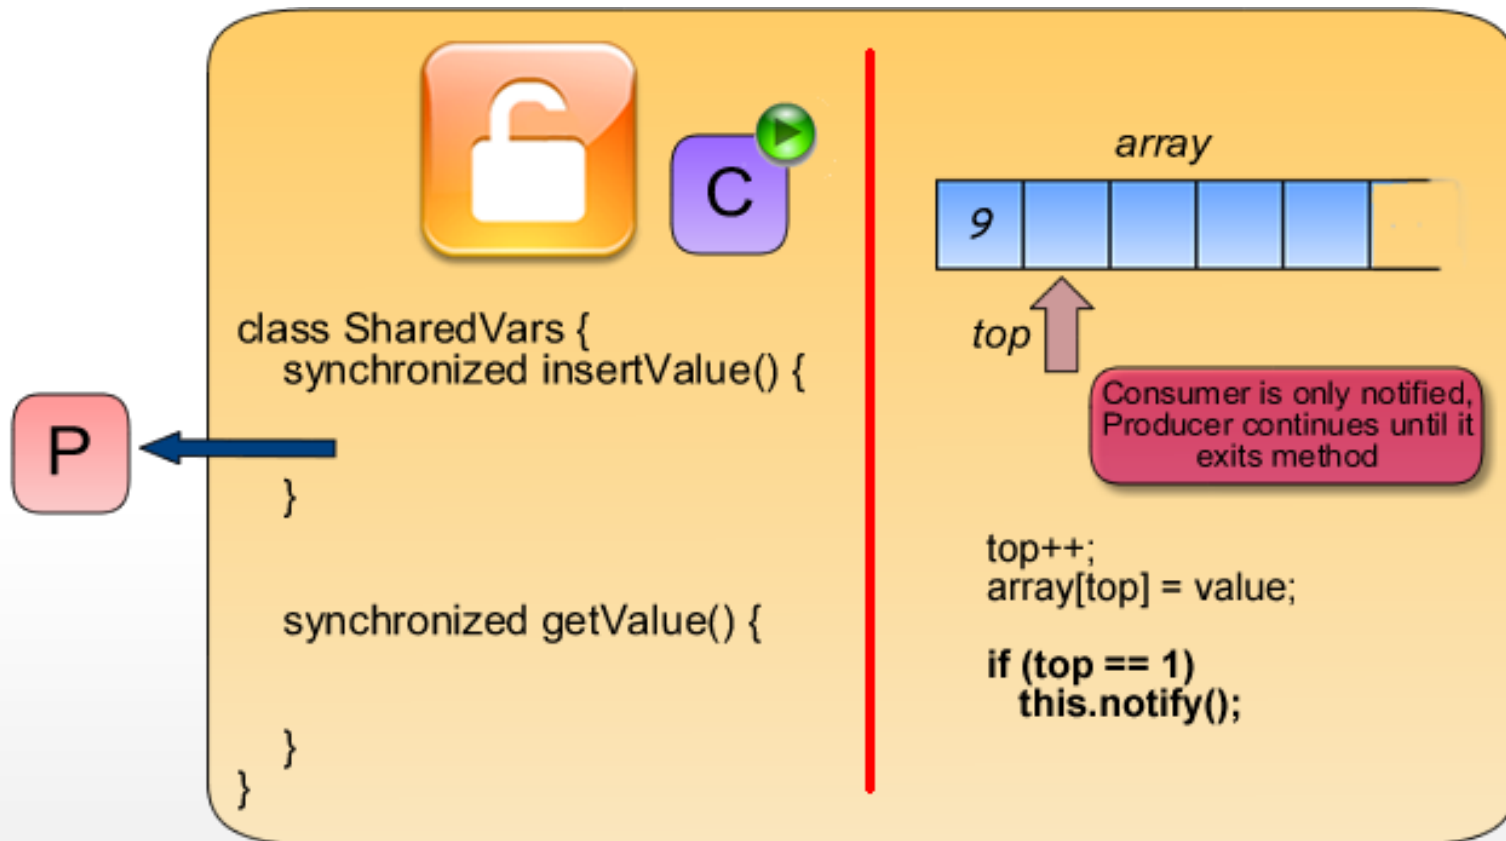 C
array
9
class SharedVars {
synchronized insertValue() {
top
Consumer is only notified,
Producer continues until it
exits method
P
}
top++;
array[top] = value;
synchronized getValue() {
if (top == 1)
this.notify();
}
}